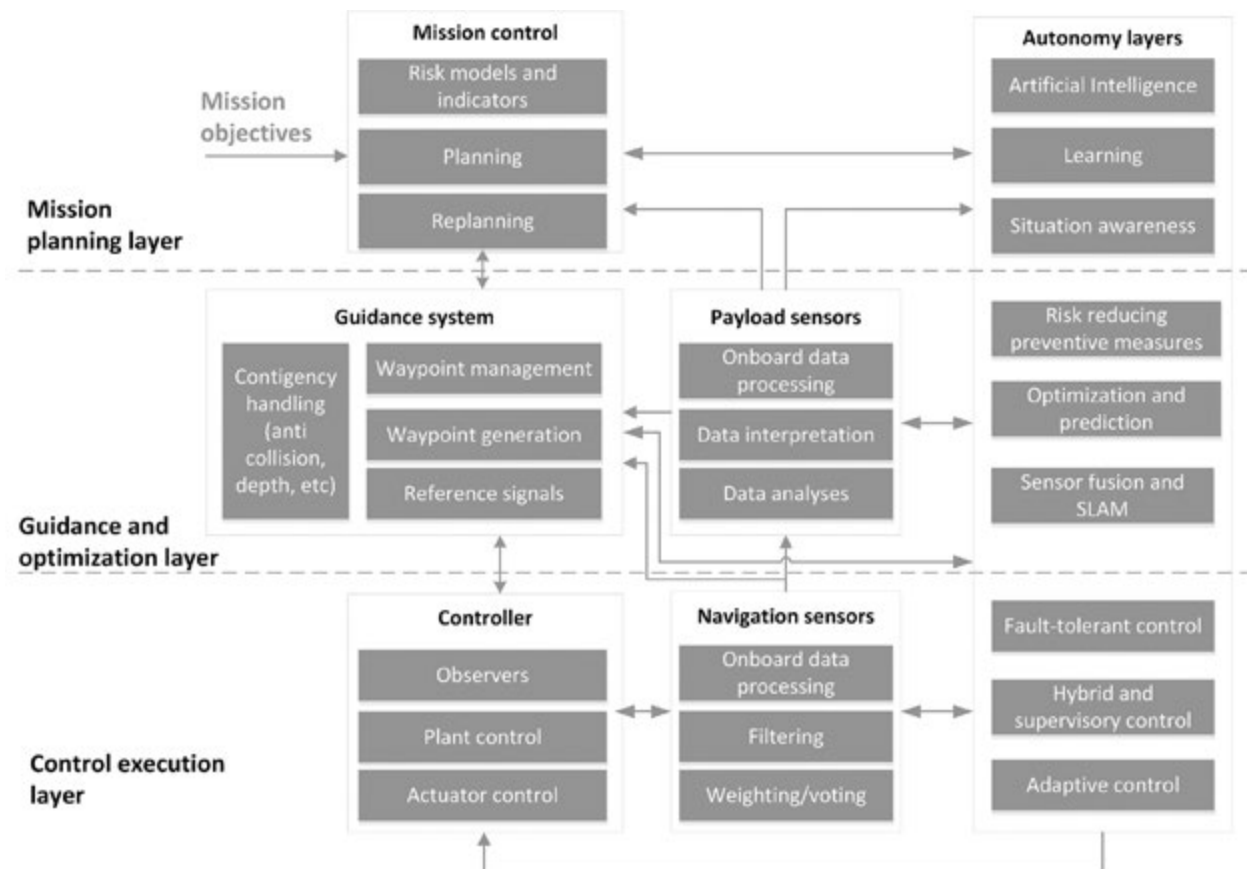 Mission control
Risk models and
indicators
Planning
Replanning
Mission
objectives
Mission
planning layer
Autonomy layers
Artificial Intelligence
Learning
Situation awareness
Guidance system
Contigency
handling
(anti
collision,
depth, etc)
Waypoint management
Waypoint generation
Reference signals
Payload sensors
Onboard data
processing
Data interpretation
Data analyses
Risk reducing
preventive measures
Optimization and
prediction
Sensor fusion and
SLAM
Guidance and
optimization layer
Controller
Observers
Plant control
Actuator control
Navigation sensors
Onboard data
processing
Filtering
Weighting/voting
Fault-tolerant control
Hybrid and
supervisory control
Adaptive control
Control execution
layer